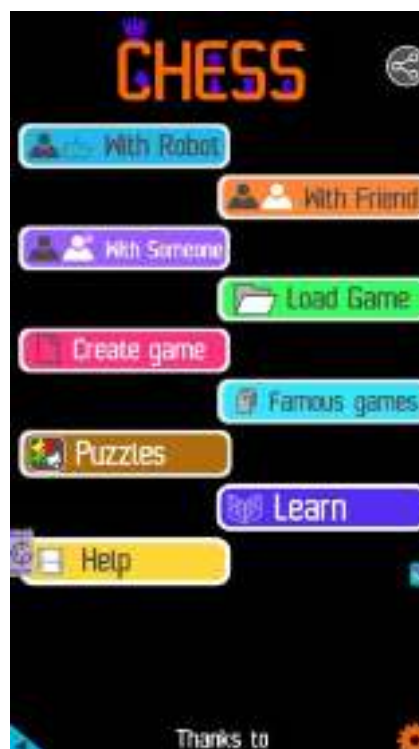 CHESS
With Robot
With Friend
With Someone
Load Game
Create game
Famous games
Puzzles
Learn
Help
Thanks to